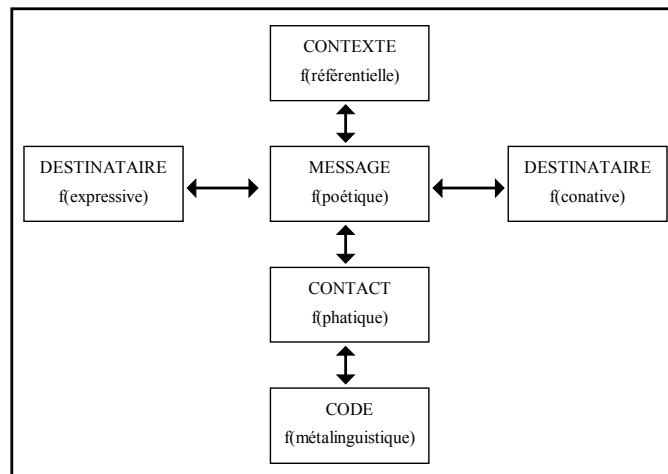 CONTEXTE
f(référentielle)
DESTINATAIRE
f(expressive)
MESSAGE
f(poétique)
DESTINATAIRE
f(conative)
CONTACT
f(phatique)
CODE
f(métalinguistique)